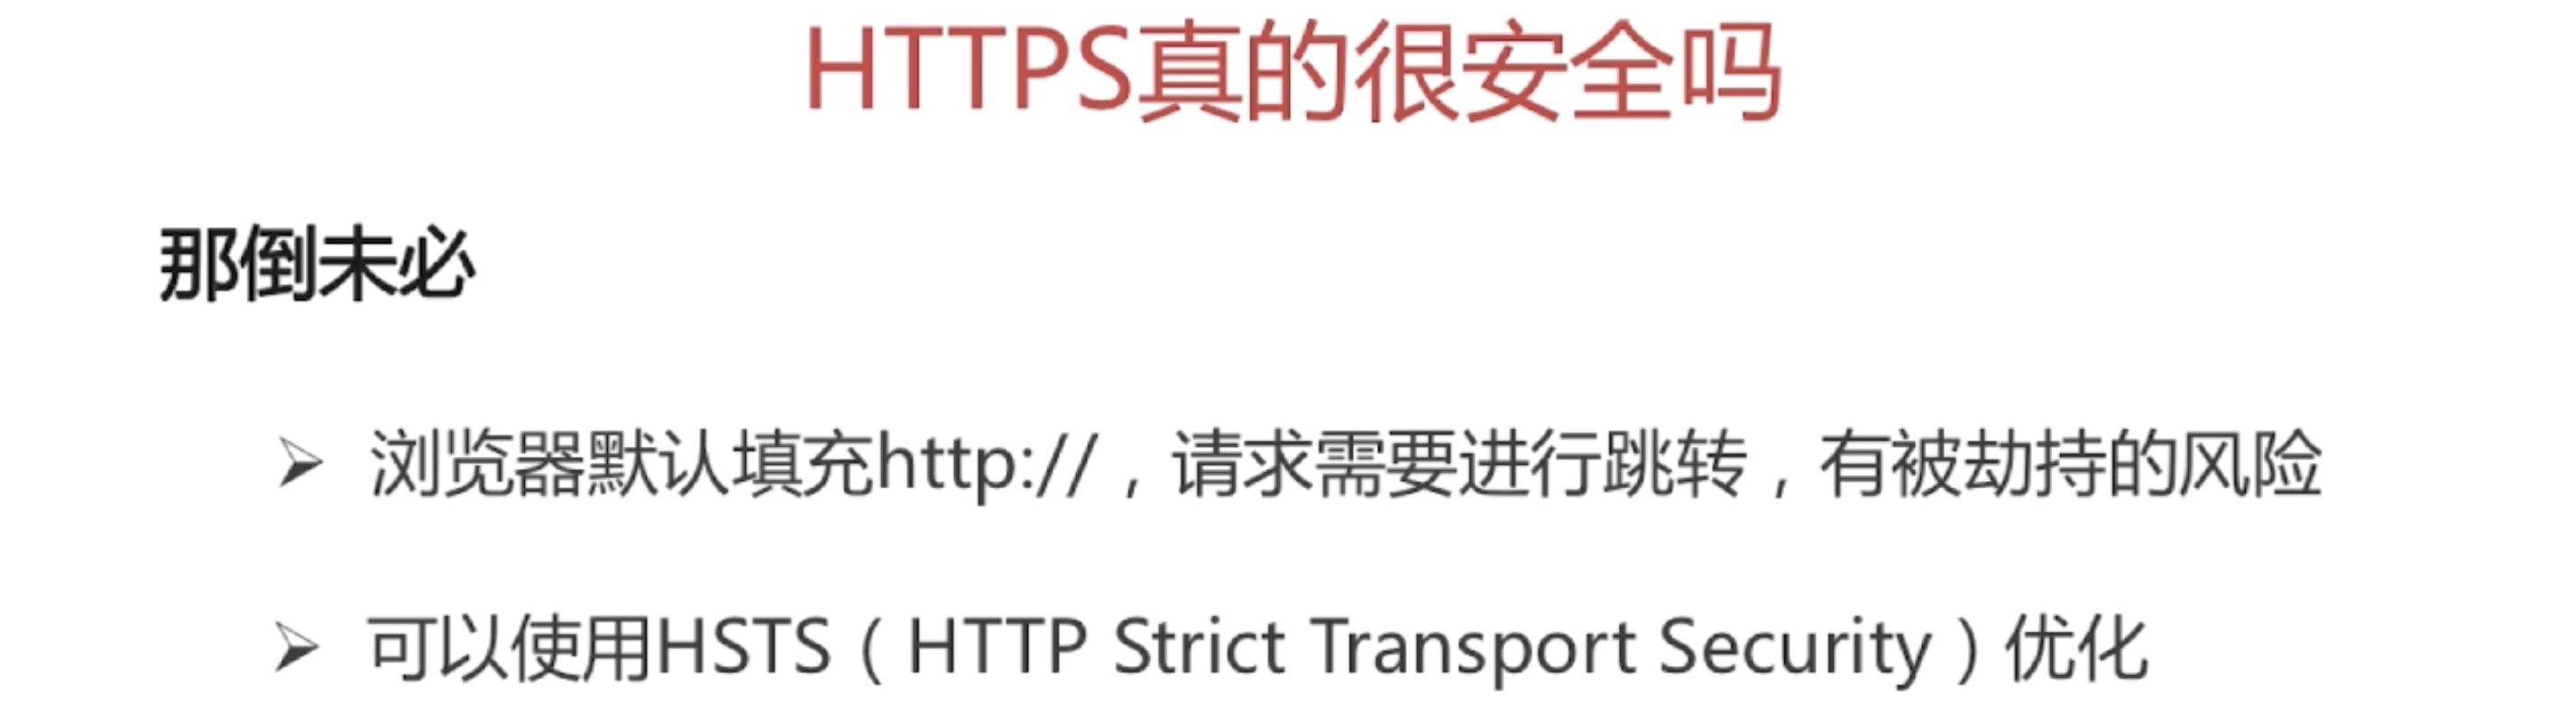 HTTPS真的很安全吗
那倒未必
➢ 浏览器默认填充http://，请求需要进行跳转，有被劫持的风险
➢ 可以使用HSTS（HTTP Strict Transport Security）优化